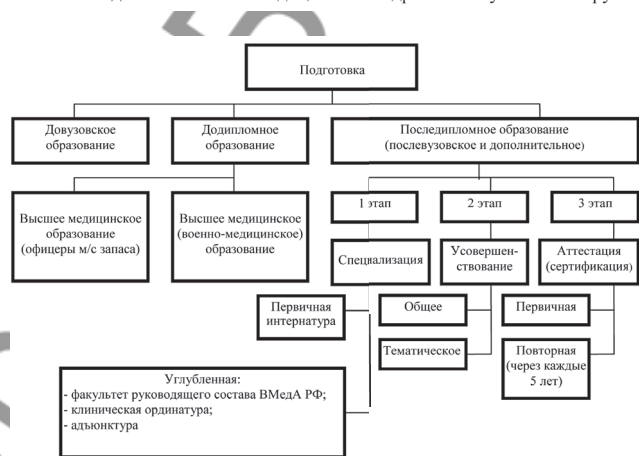 Подготовка
Довузовское
образование
Додипломное
образование
Последипломное образование
(послевузовское и дополнительное)
Высшее медицинское
образование
(офицеры м/с запаса)
Высшее медицинское
(военно-медицинское)
образование
1 этап
2 этап
3 этап
Специализация
Усовершен-
ствование
Аттестация
(сертификация)
Первичная
интернатура
Общее
Первичная
Тематическое
Повторная
(через каждые
5 лет)
Углубленная:
- факультет руководящего состава ВМедА РФ;
- клиническая ординатура;
- адъюнктура